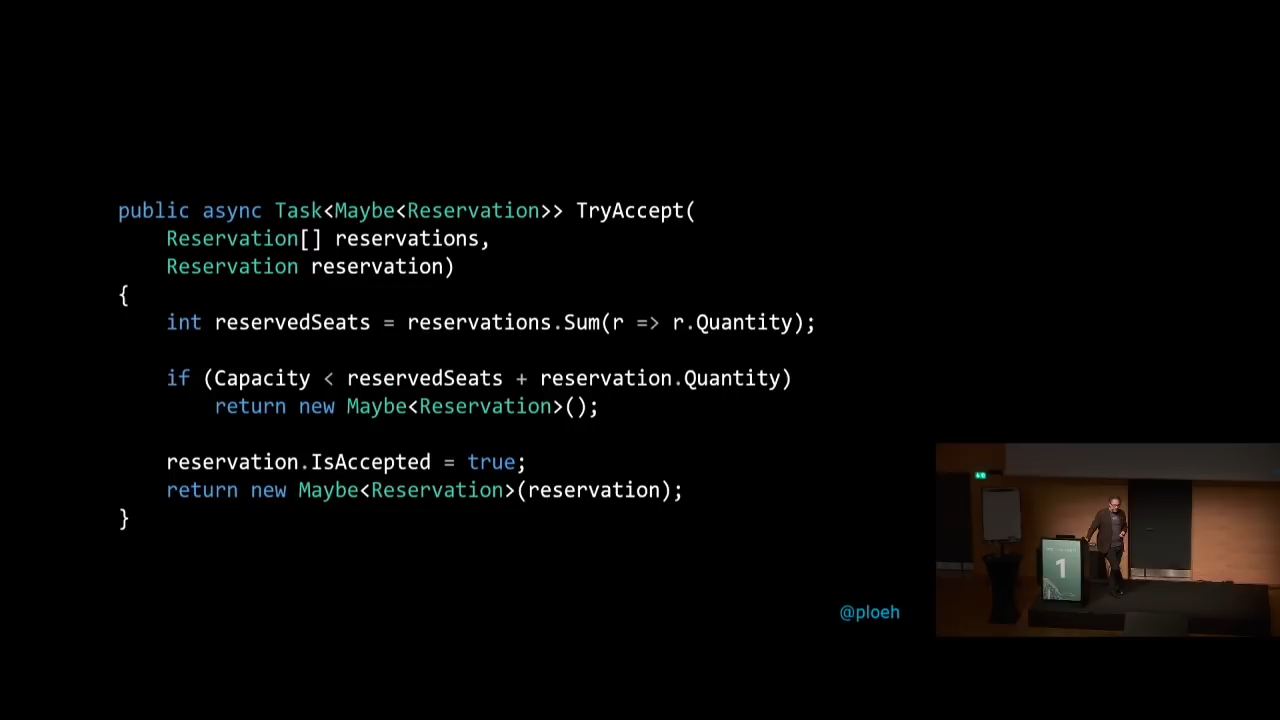 public async Task<Maybe<Reservation>> TryAccept(
    Reservation[] reservations,
    Reservation reservation)
{
    int reservedSeats = reservations.Sum(r => r.Quantity);
    if (Capacity < reservedSeats + reservation.Quantity)
        return new Maybe<Reservation>();
    reservation.IsAccepted = true;
    return new Maybe<Reservation>(reservation);
}
@ploeh
1